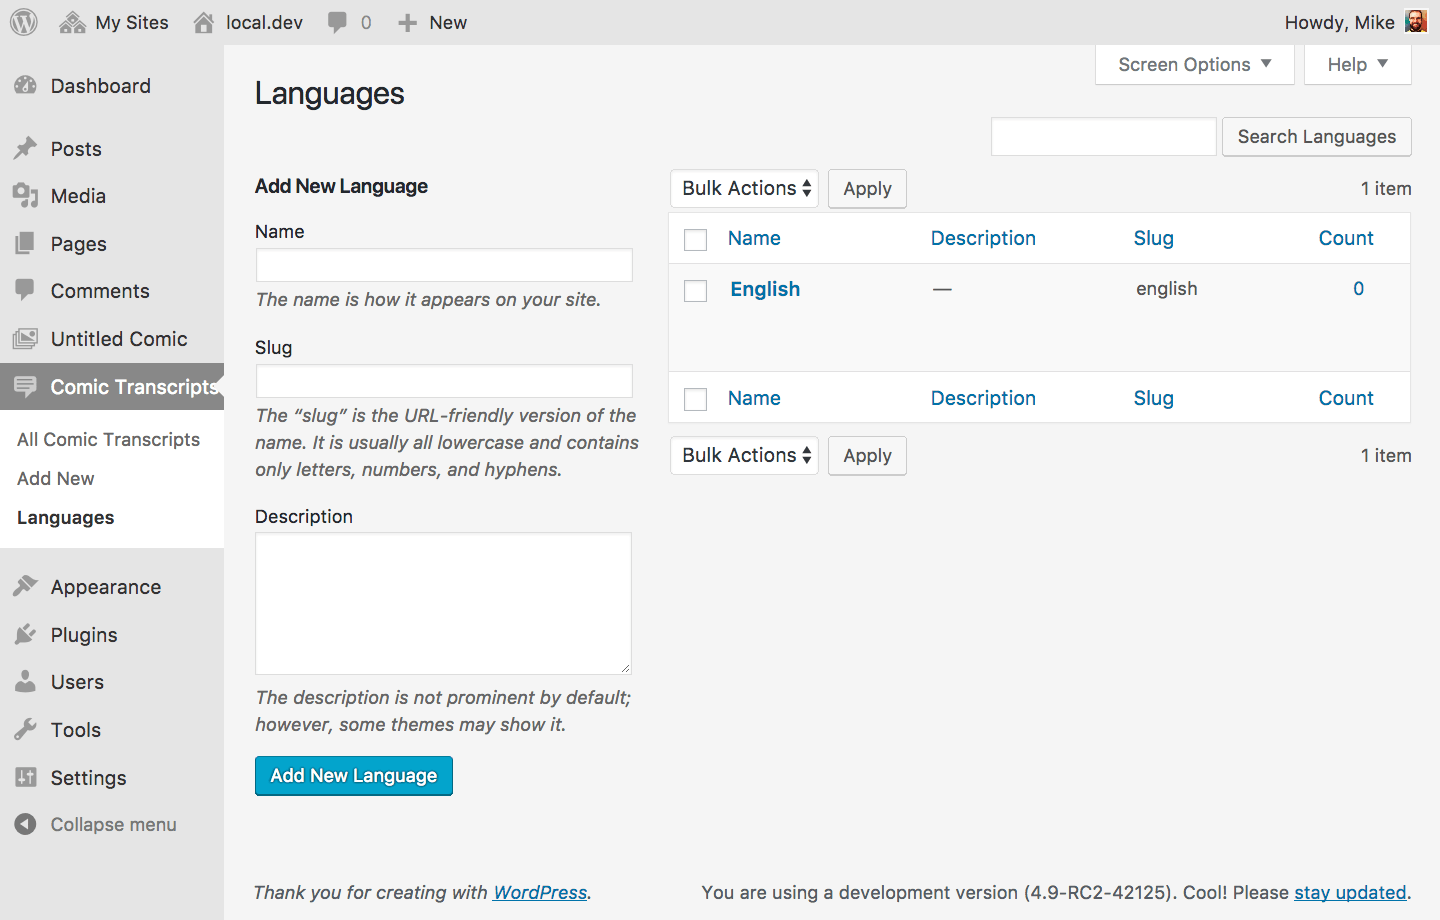 My Sites
local.dev
0
New
Howdy, Mike
Dashboard
Posts
Media
Pages
Comments
Untitled Comic
Comic Transcripts
All Comic Transcripts
Add New
Languages
Appearance
Plugins
Users
Tools
Settings
Collapse menu
Screen Options
Help
Languages
Search Languages
Add New Language
Name
The name is how it appears on your site.
Slug
The “slug” is the URL-friendly version of the
name. It is usually all lowercase and contains
only letters, numbers, and hyphens.
Description
The description is not prominent by default;
however, some themes may show it.
Add New Language
Bulk Actions Apply 1 item
Name Description Slug Count
English — english 0
Name Description Slug Count
Bulk Actions Apply 1 item
Thank you for creating with WordPress.
You are using a development version (4.9-RC2-42125). Cool! Please stay updated.